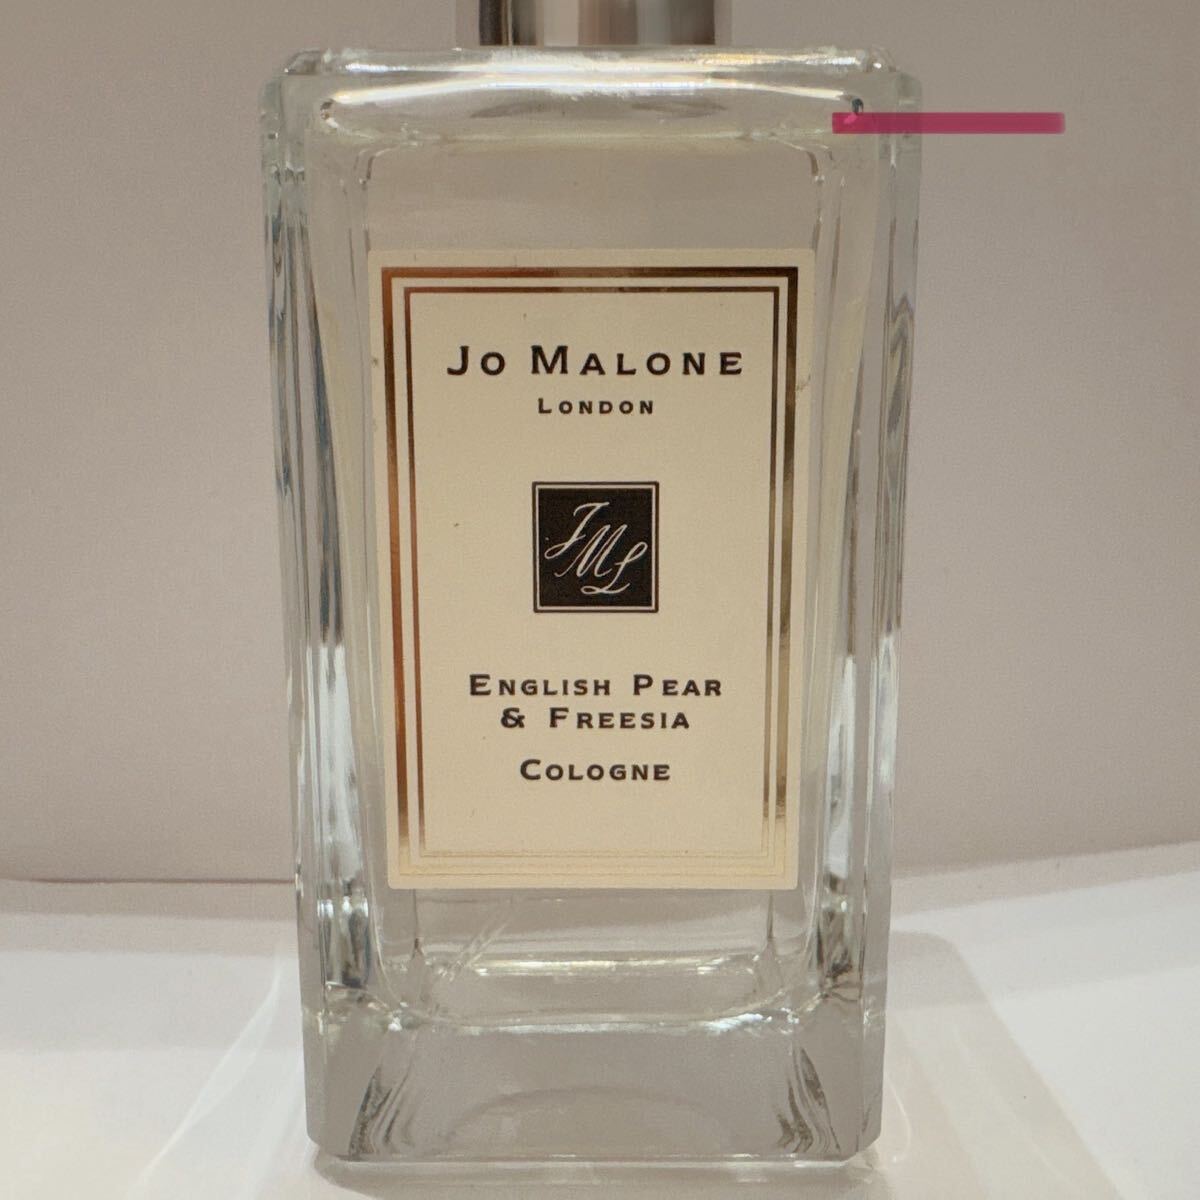 JO MALONE
LONDON
JML
ENGLISH PEAR
& FREESIA
COLOGNE